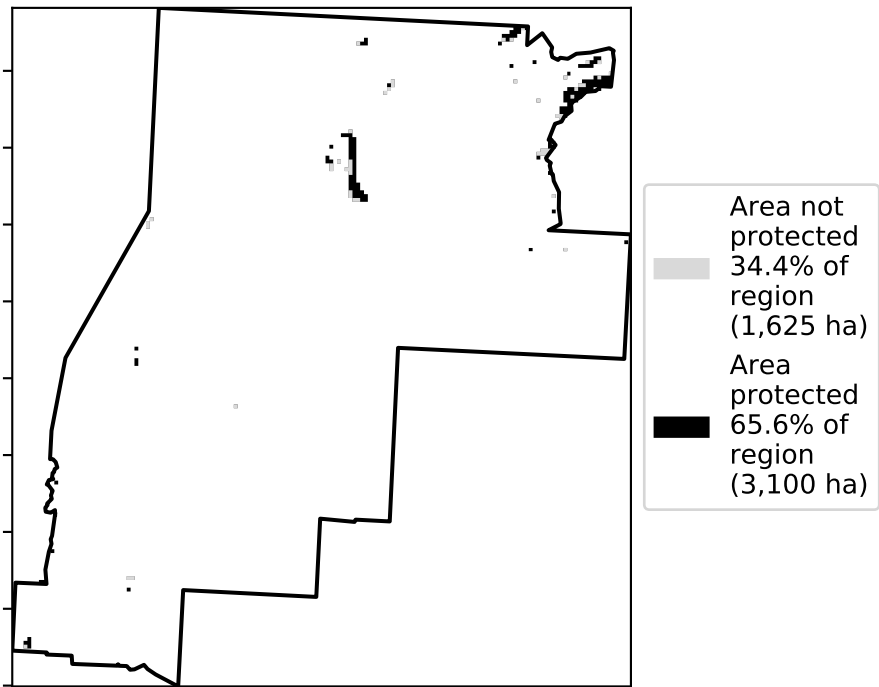 Area not
protected
34.4% of
region
(1,625 ha)
Area
protected
65.6% of
region
(3,100 ha)